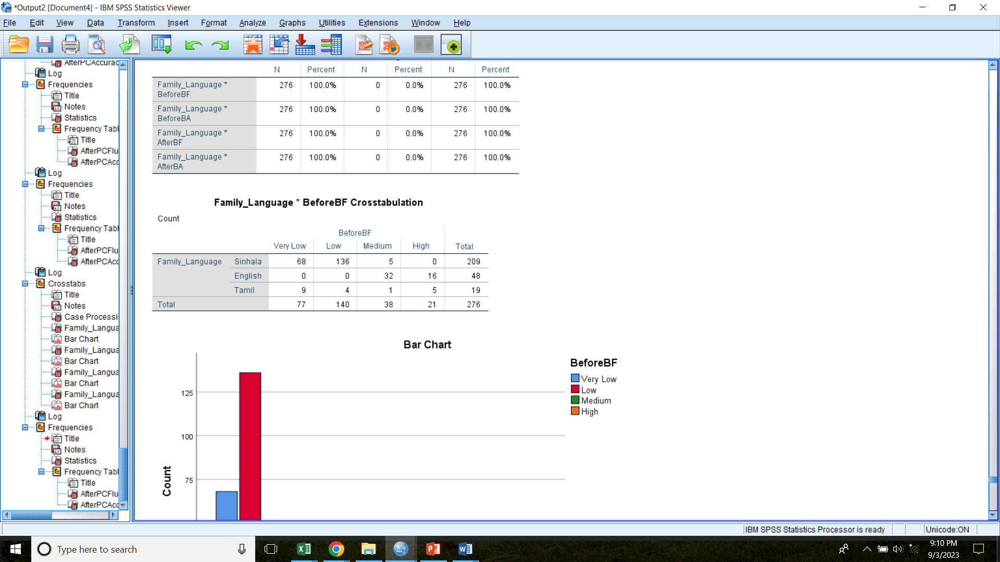 *Output2 [Document4] - IBM SPSS Statistics Viewer
File Edit View Data Transform Insert Format Analyze Graphs Utilities Extensions Window Help
AfterPCAccurac
Log
Frequencies
Title
Notes
Statistics
Frequency Tabl
Title
AfterPCFlu
AfterPCAcc
Log
Frequencies
Title
Notes
Statistics
Frequency Tabl
Title
AfterPCFlu
AfterPCAcc
Log
Crosstabs
Title
Notes
Case Processi
Family_Langua
Bar Chart
Family_Langua
Bar Chart
Family_Langua
Bar Chart
Family_Langua
Bar Chart
Log
Frequencies
Title
Notes
Statistics
Frequency Tabl
Title
AfterPCFlu
AfterPCAcc
N Percent N Percent N Percent
Family_Language * BeforeBF 276 100.0% 0 0.0% 276 100.0%
Family_Language * BeforeBA 276 100.0% 0 0.0% 276 100.0%
Family_Language * AfterBF 276 100.0% 0 0.0% 276 100.0%
Family_Language * AfterBA 276 100.0% 0 0.0% 276 100.0%
Family_Language * BeforeBF Crosstabulation
Count
BeforeBF
Very Low Low Medium High Total
Family_Language Sinhala 68 136 5 0 209
English 0 0 32 16 48
Tamil 9 4 1 5 19
Total 77 140 38 21 276
Bar Chart
BeforeBF
Very Low
Low
Medium
High
125
100
75
Count
IBM SPSS Statistics Processor is ready Unicode:ON
Type here to search
9:10 PM
9/3/2023